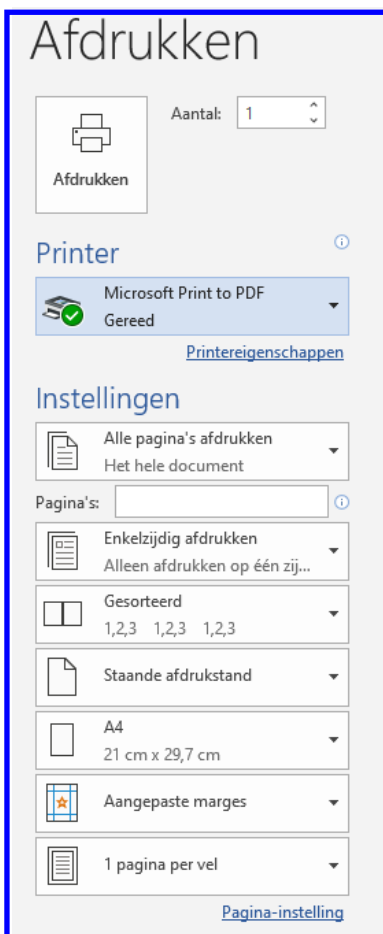 Afdrukken
Aantal: 1
Afdrukken
Printer
Microsoft Print to PDF
Gereed
Printereigenschappen
Instellingen
Alle pagina's afdrukken
Het hele document
Pagina's:
Enkelzijdig afdrukken
Alleen afdrukken op één zij...
Gesorteerd
1,2,3 1,2,3 1,2,3
Staande afdrukstand
A4
21 cm x 29,7 cm
Aangepaste marges
1 pagina per vel
Pagina-instelling